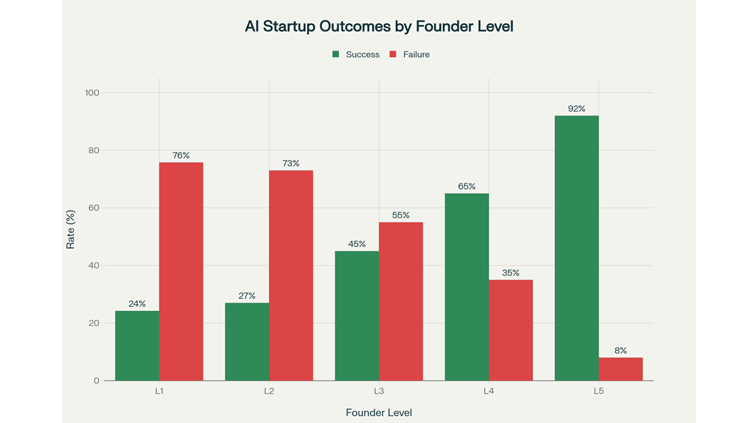 AI Startup Outcomes by Founder Level
Success Failure
100
80
60
40
20
0
Rate (%)
24% 76% 27% 73% 45% 55% 65% 35% 92% 8%
L1 L2 L3 L4 L5
Founder Level